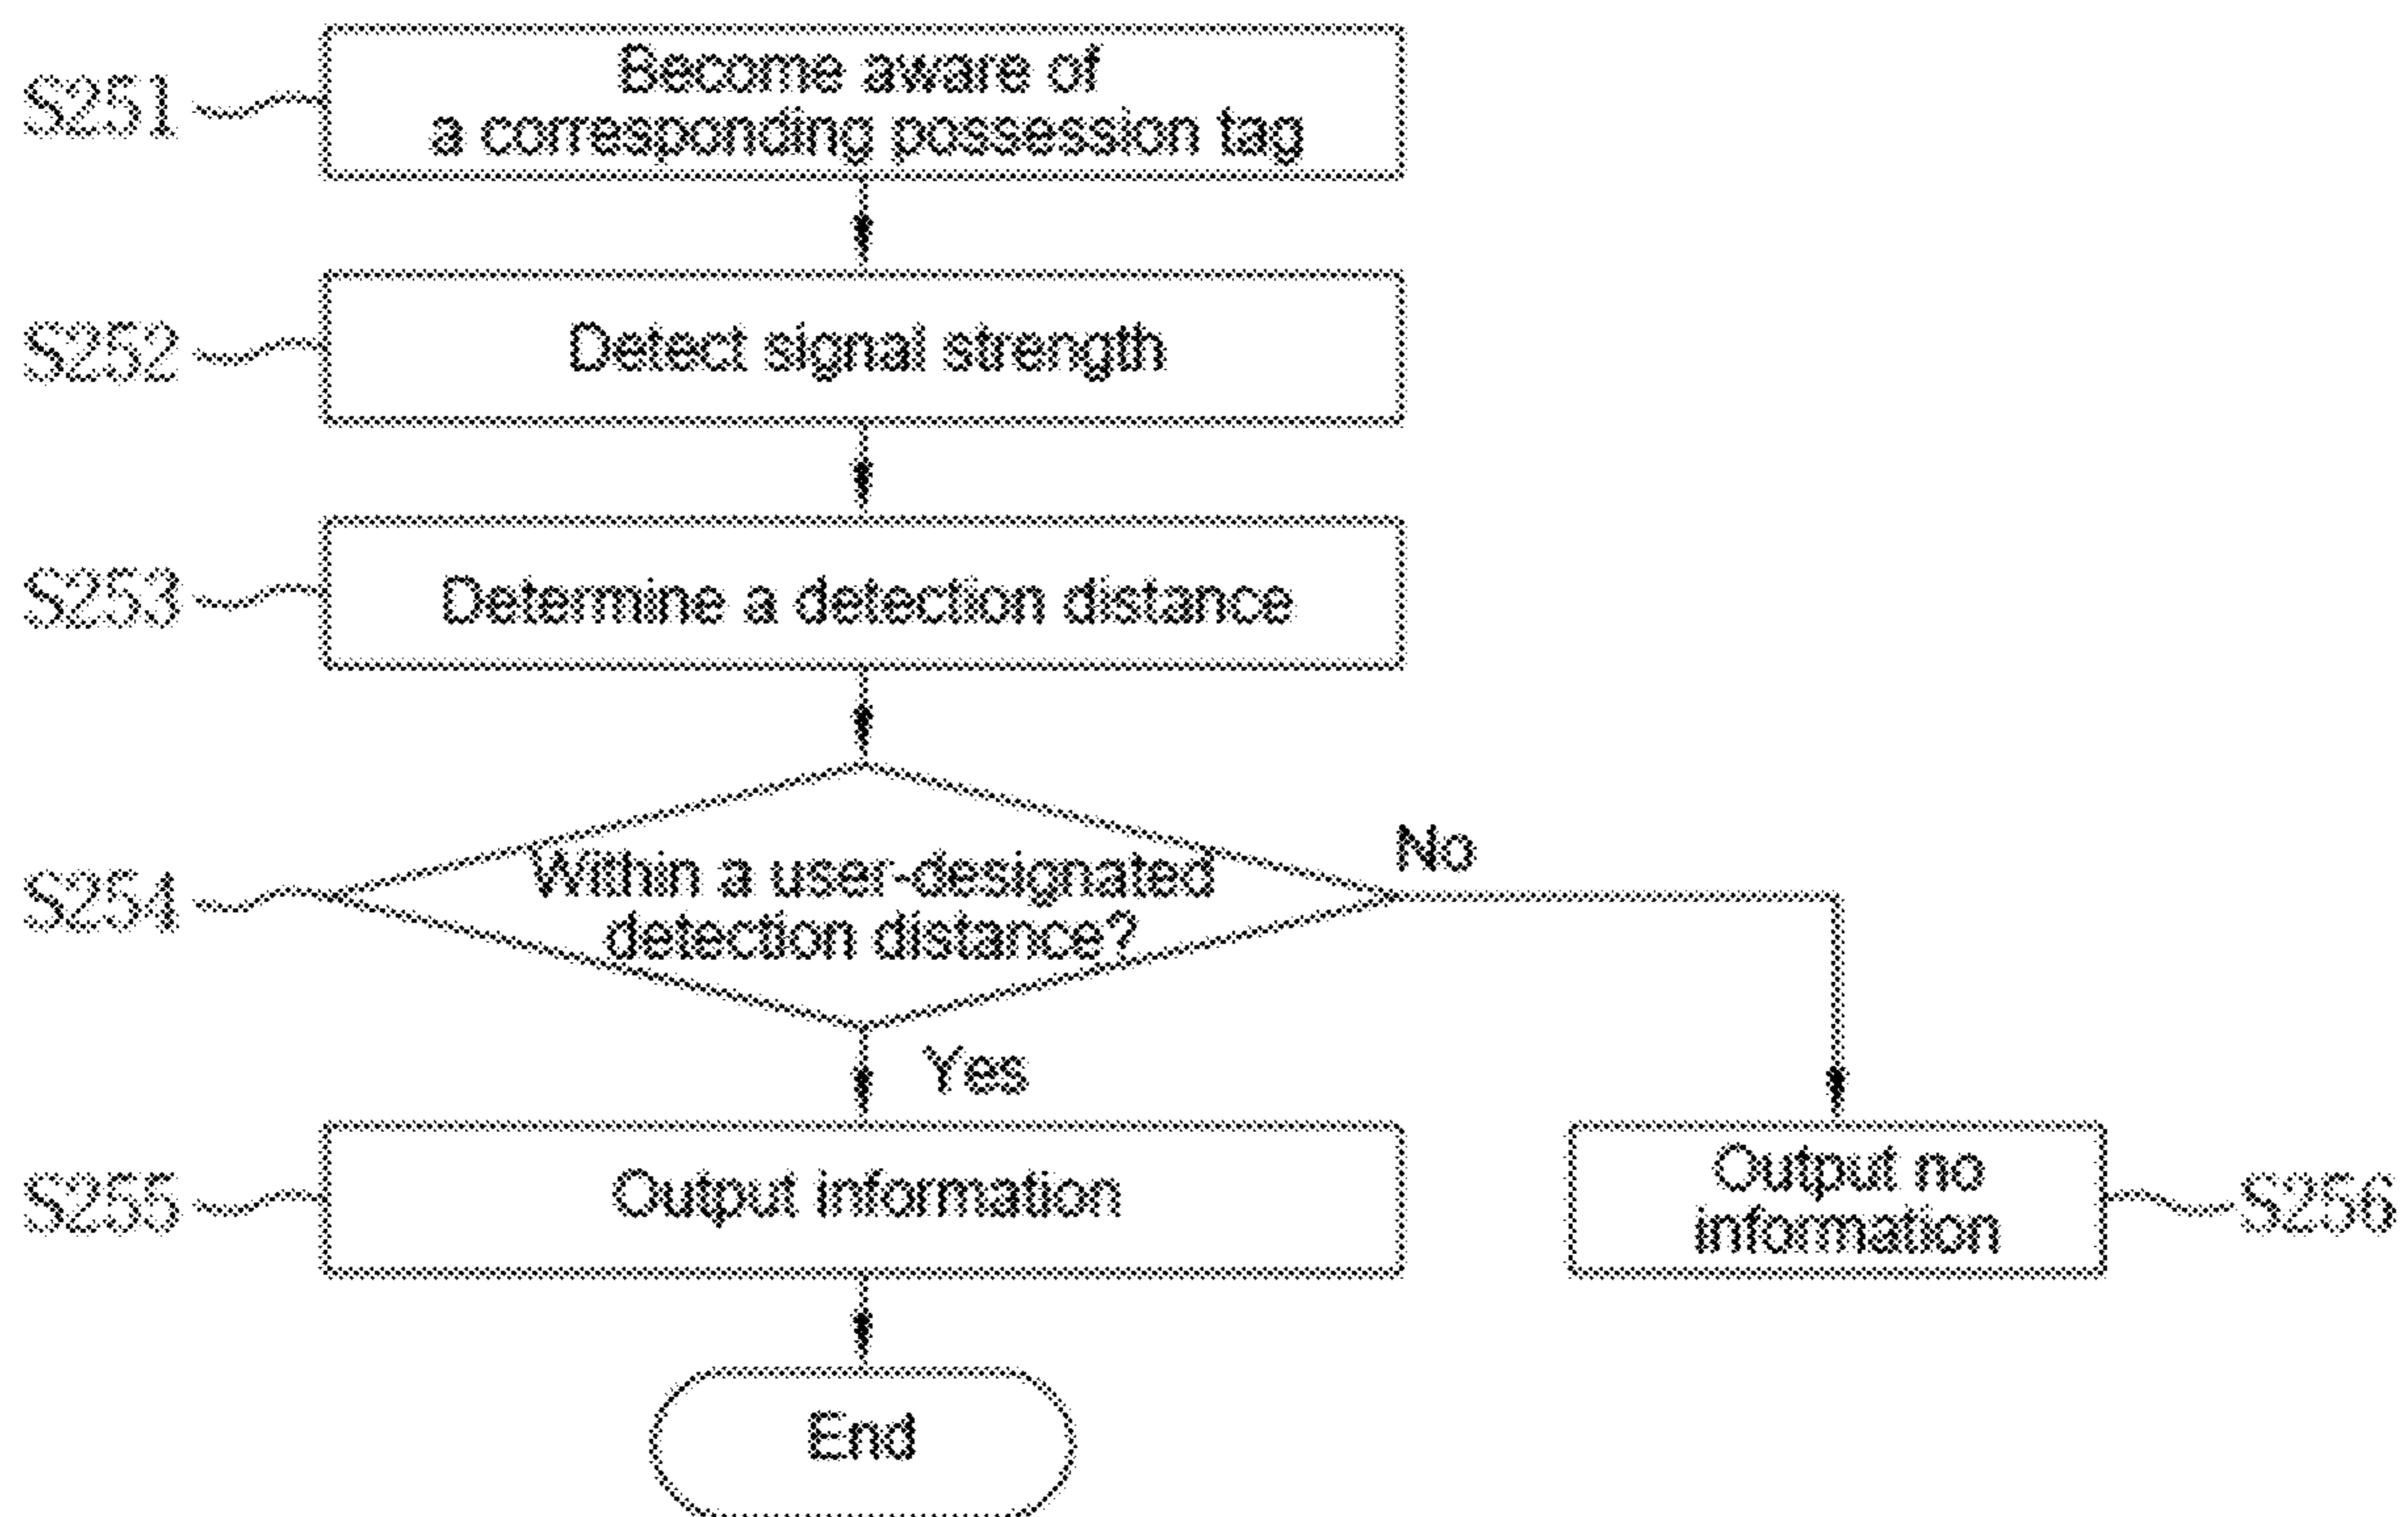 S251
Become aware of
a corresponding possession tag
S252
Detect signal strength
S253
Determine a detection distance
S254
Within a user-designated
detection distance?
No
Yes
S255
Output information
Output no
information
S256
End